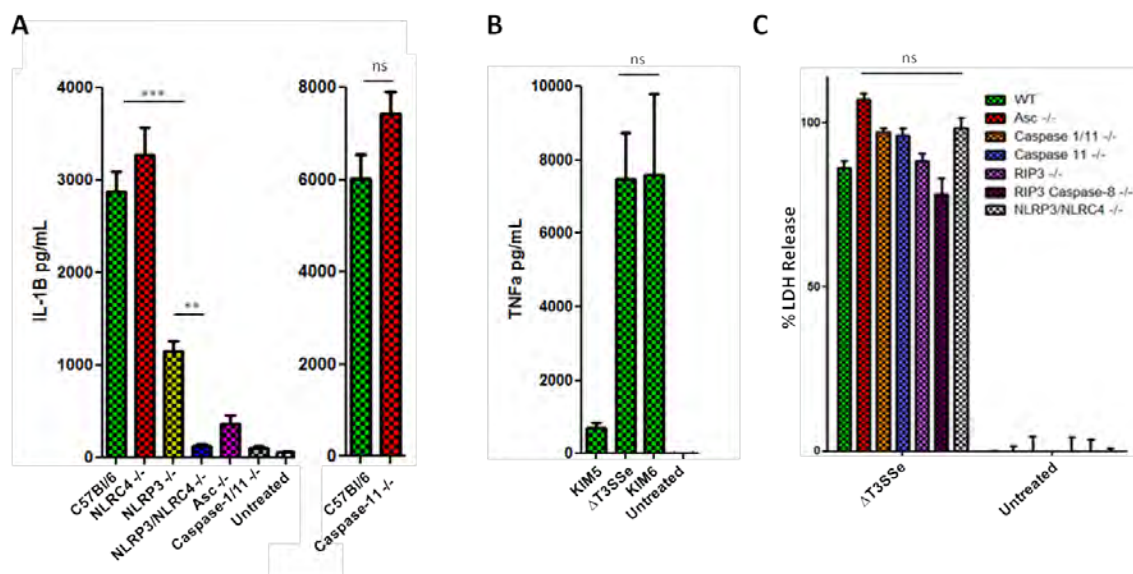 A
IL-1B pg/mL
4000
3000
2000
1000
0
***
**
C57Bl/6
NLRC4 -/-
NLRP3 -/-
NLRP3/NLRC4-/-
Asc -/-
Caspase-1/11 -/-
Untreated
8000
6000
4000
2000
0
ns
C57Bl/6
Caspase-11 -/-
B
TNFa pg/mL
10000
8000
6000
4000
2000
0
ns
KIM5
ΔT3SSe
KIM6
Untreated
C
% LDH Release
100
50
0
ns
ΔT3SSe
Untreated
WT
Asc -/-
Caspase 1/11 -/-
Caspase 11 -/-
RIP3 -/-
RIP3 Caspase-8 -/-
NLRP3/NLRC4 -/-